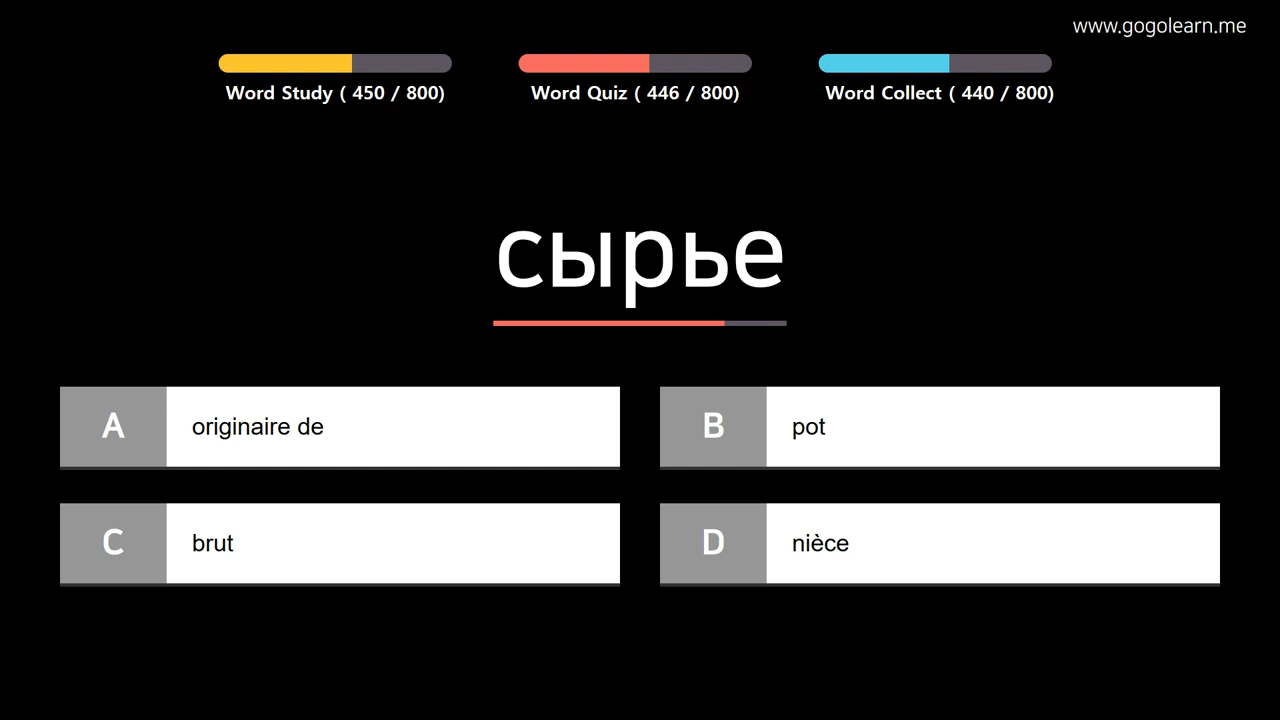 www.gogolearn.me
Word Study ( 450 / 800)
Word Quiz ( 446 / 800)
Word Collect ( 440 / 800)
сырье
A originaire de
B pot
C brut
D nièce